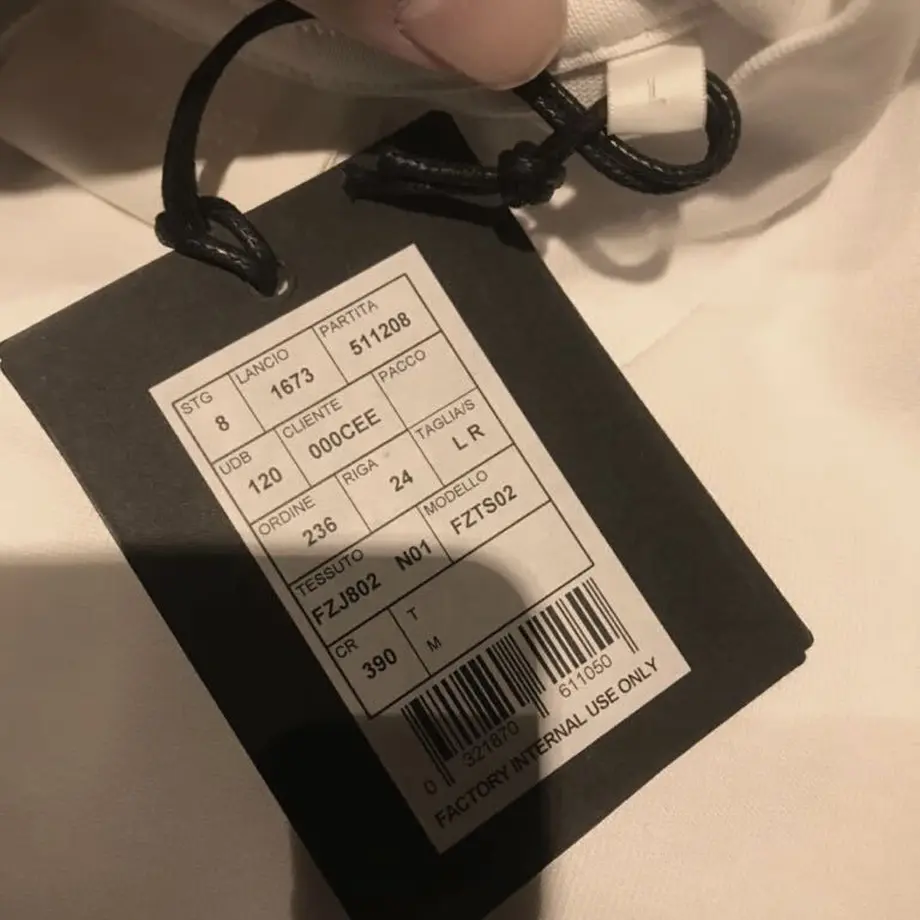 STG LANCIO PARTITA
8 1673 511208
UDB CLIENTE PACCO
120 000CEE
ORDINE RIGA TAGLIA/S
236 24 L R
TESSUTO MODELLO
FZJ802 N01 FZTS02
CR T
390 M
0 321870 611050
FACTORY INTERNAL USE ONLY